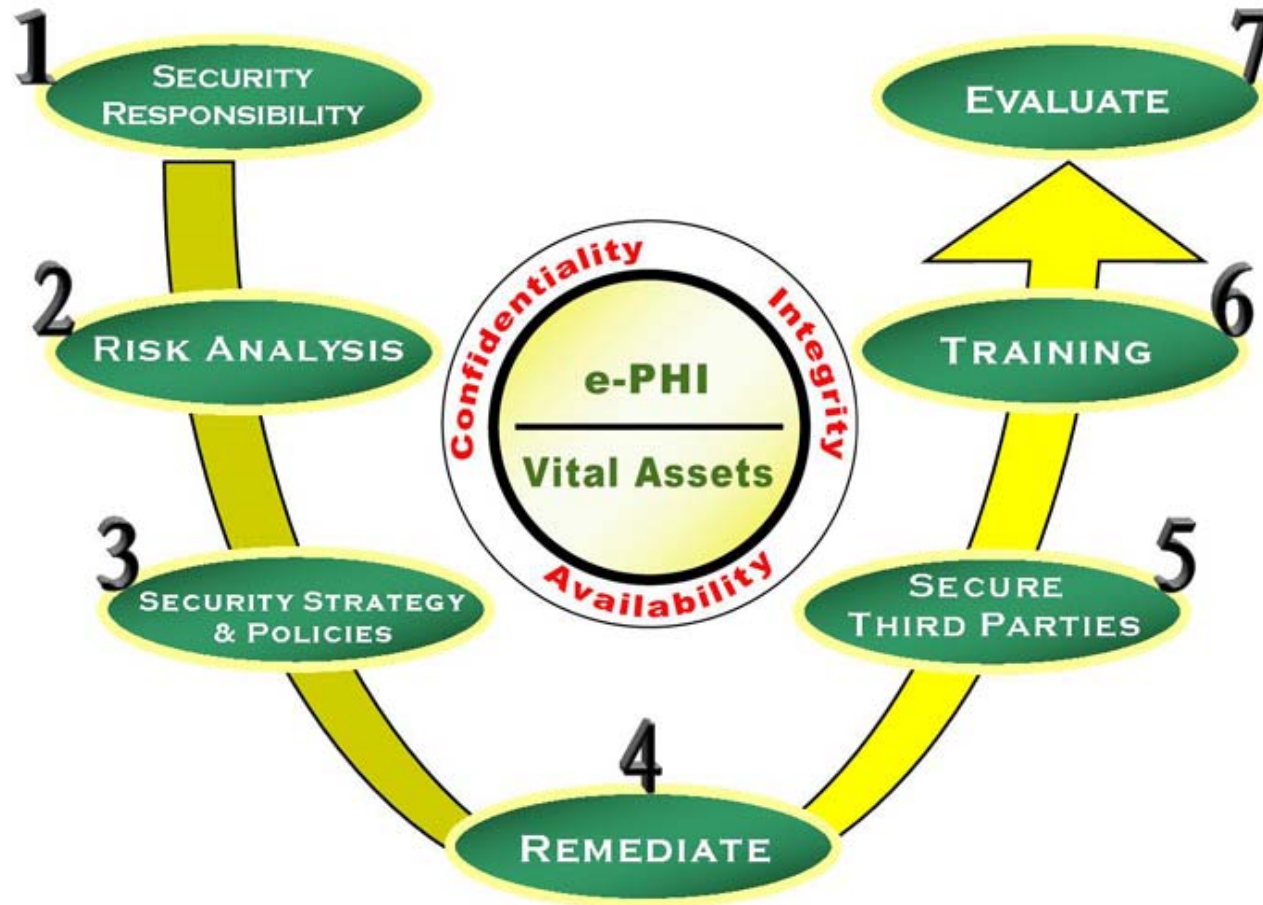 1
SECURITY
RESPONSIBILITY
2
RISK ANALYSIS
3
SECURITY STRATEGY
& POLICIES
4
REMEDIATE
5
SECURE
THIRD PARTIES
6
TRAINING
7
EVALUATE
Confidentiality
Integrity
Availability
e-PHI
Vital Assets